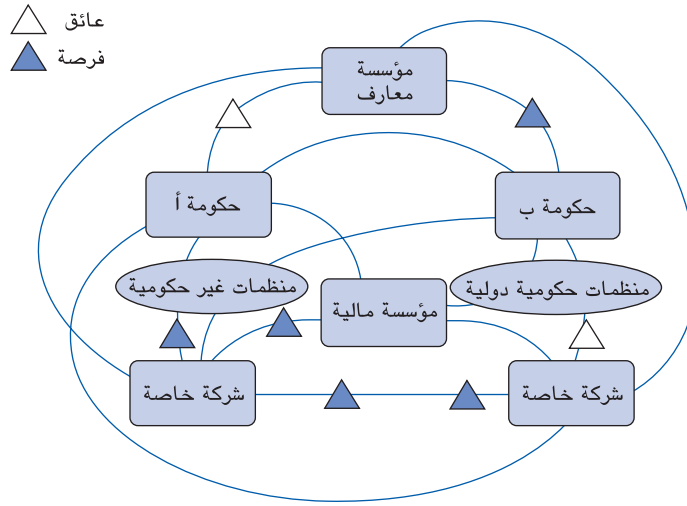 عائق
فرصة
مؤسسة
معارف
حكومة أ
حكومة ب
منظمات غير حكومية
منظمات حكومية دولية
مؤسسة مالية
شركة خاصة
شركة خاصة